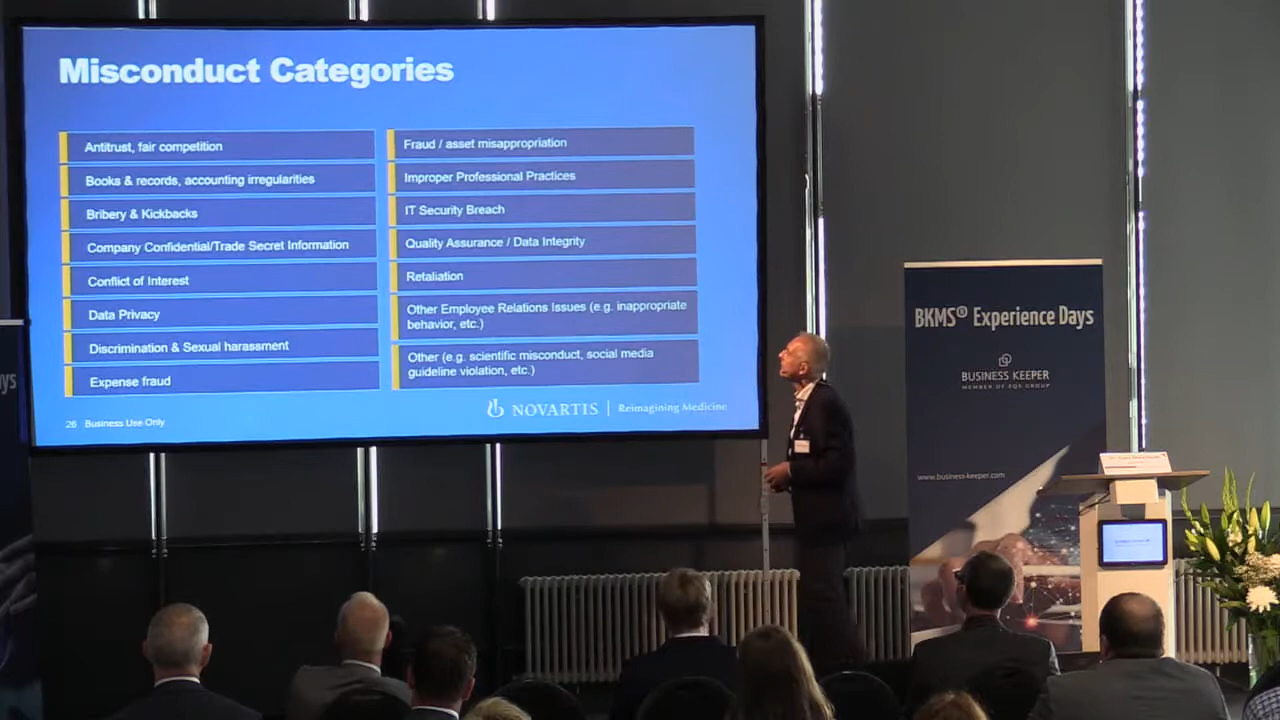 Misconduct Categories
Antitrust, fair competition
Books & records, accounting irregularities
Bribery & Kickbacks
Company Confidential/Trade Secret Information
Conflict of Interest
Data Privacy
Discrimination & Sexual harassment
Expense fraud
Fraud / asset misappropriation
Improper Professional Practices
IT Security Breach
Quality Assurance / Data Integrity
Retaliation
Other Employee Relations Issues (e.g. inappropriate
behavior, etc.)
Other (e.g. scientific misconduct, social media
guideline violation, etc.)
26 Business Use Only
NOVARTIS | Reimagining Medicine
ays
BKMS® Experience Days
BUSINESS KEEPER
MEMBER OF EQS GROUP
www.business-keeper.com